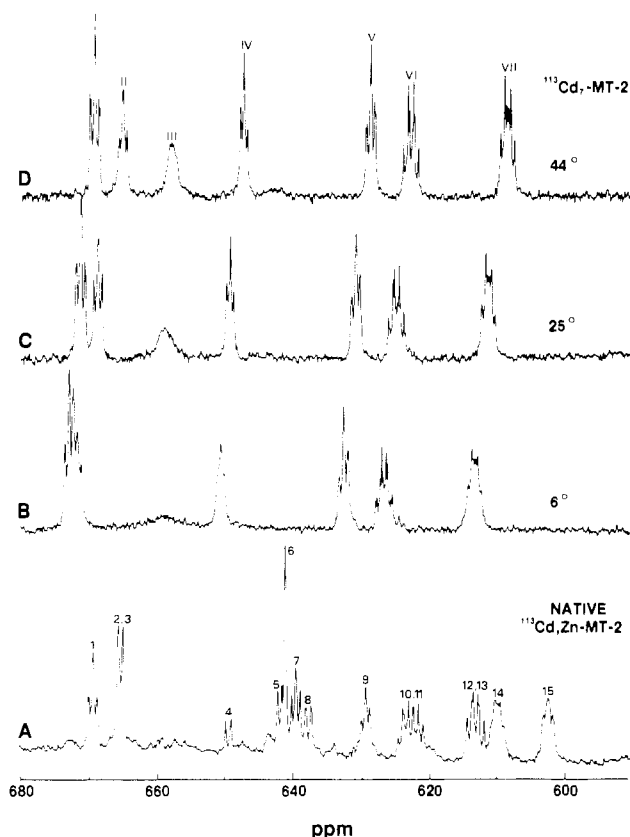 II
III
IV
V
VI
VII
¹¹³Cd₇-MT-2
D
44°
C
25°
B
6°
NATIVE
¹¹³Cd,Zn-MT-2
A
1
2,3
4
5
6
7
8
9
10
11
12
13
14
15
680
660
640
620
600
ppm